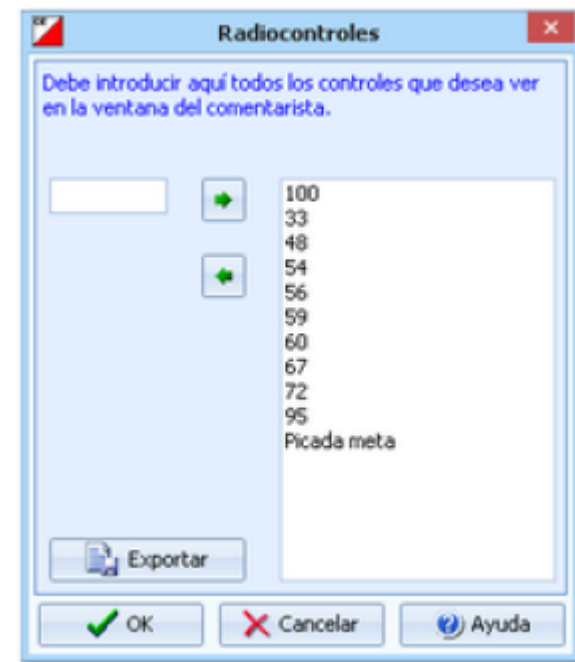 Radiocontroles
Debe introducir aquí todos los controles que desea ver
en la ventana del comentarista.
100
33
48
54
56
59
60
67
72
95
Picada meta
Exportar
OK
Cancelar
Ayuda